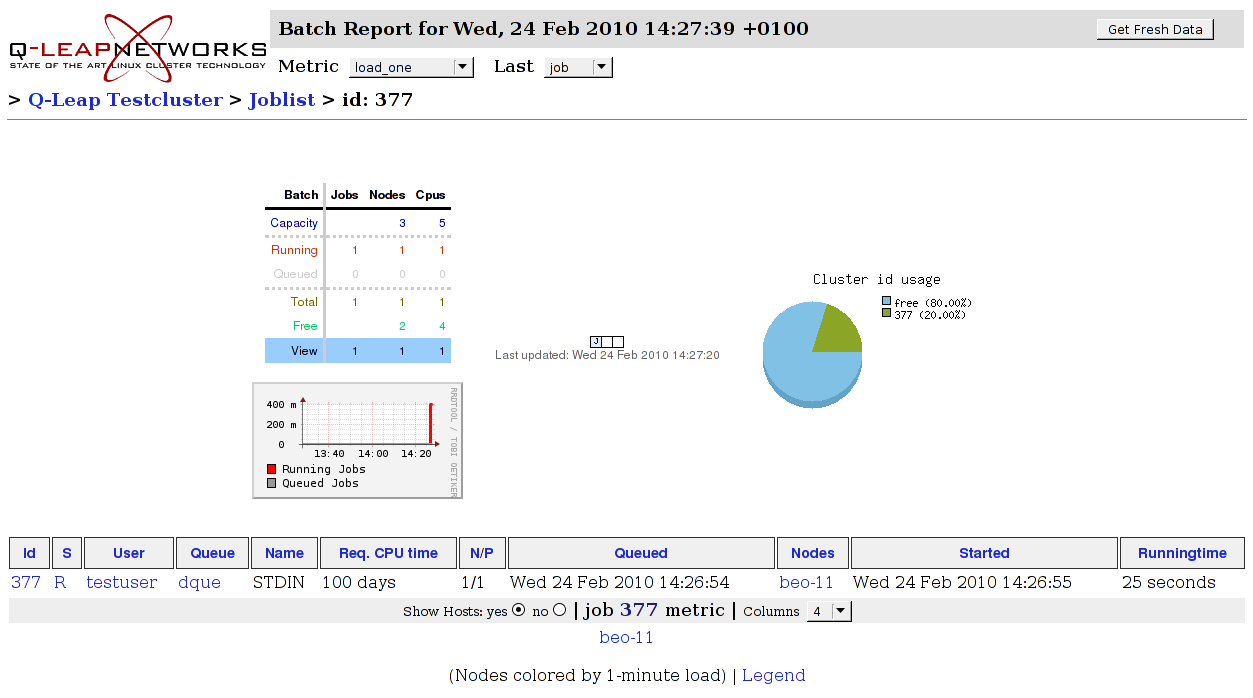 Q-LEAPNETWORKS
STATE OF THE ART LINUX CLUSTER TECHNOLOGY
Batch Report for Wed, 24 Feb 2010 14:27:39 +0100
Get Fresh Data
Metric load_one Last job
> Q-Leap Testcluster > Joblist > id: 377
Batch Jobs Nodes Cpus
Capacity 3 5
Running 1 1 1
Queued 0 0 0
Total 1 1 1
Free 2 4
View 1 1 1
J
Last updated: Wed 24 Feb 2010 14:27:20
Cluster id usage
free (80.00%)
377 (20.00%)
400 m
200 m
0
13:40 14:00 14:20
Running Jobs
Queued Jobs
RRDTOOL / TOBI OETIKER
Id S User Queue Name Req. CPU time N/P Queued Nodes Started Runningtime
377 R testuser dque STDIN 100 days 1/1 Wed 24 Feb 2010 14:26:54 beo-11 Wed 24 Feb 2010 14:26:55 25 seconds
Show Hosts: yes no | job 377 metric | Columns 4
beo-11
(Nodes colored by 1-minute load) | Legend